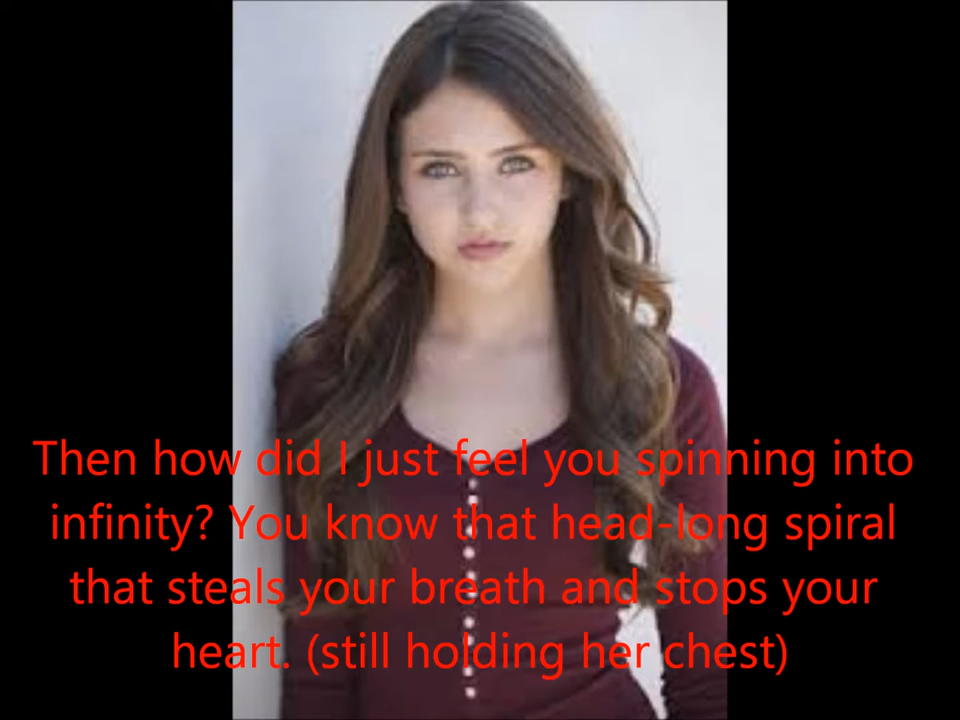 Then how did I just feel you spinning into
infinity? You know that head-long spiral
that steals your breath and stops your
heart. (still holding her chest)